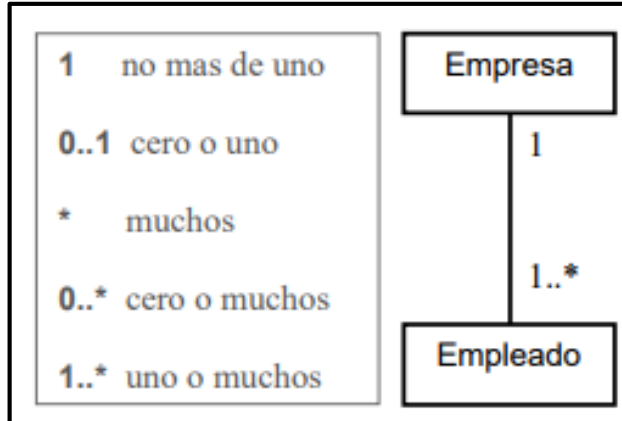 1 no mas de uno
0..1 cero o uno
* muchos
0..* cero o muchos
1..* uno o muchos
Empresa
1
1..*
Empleado